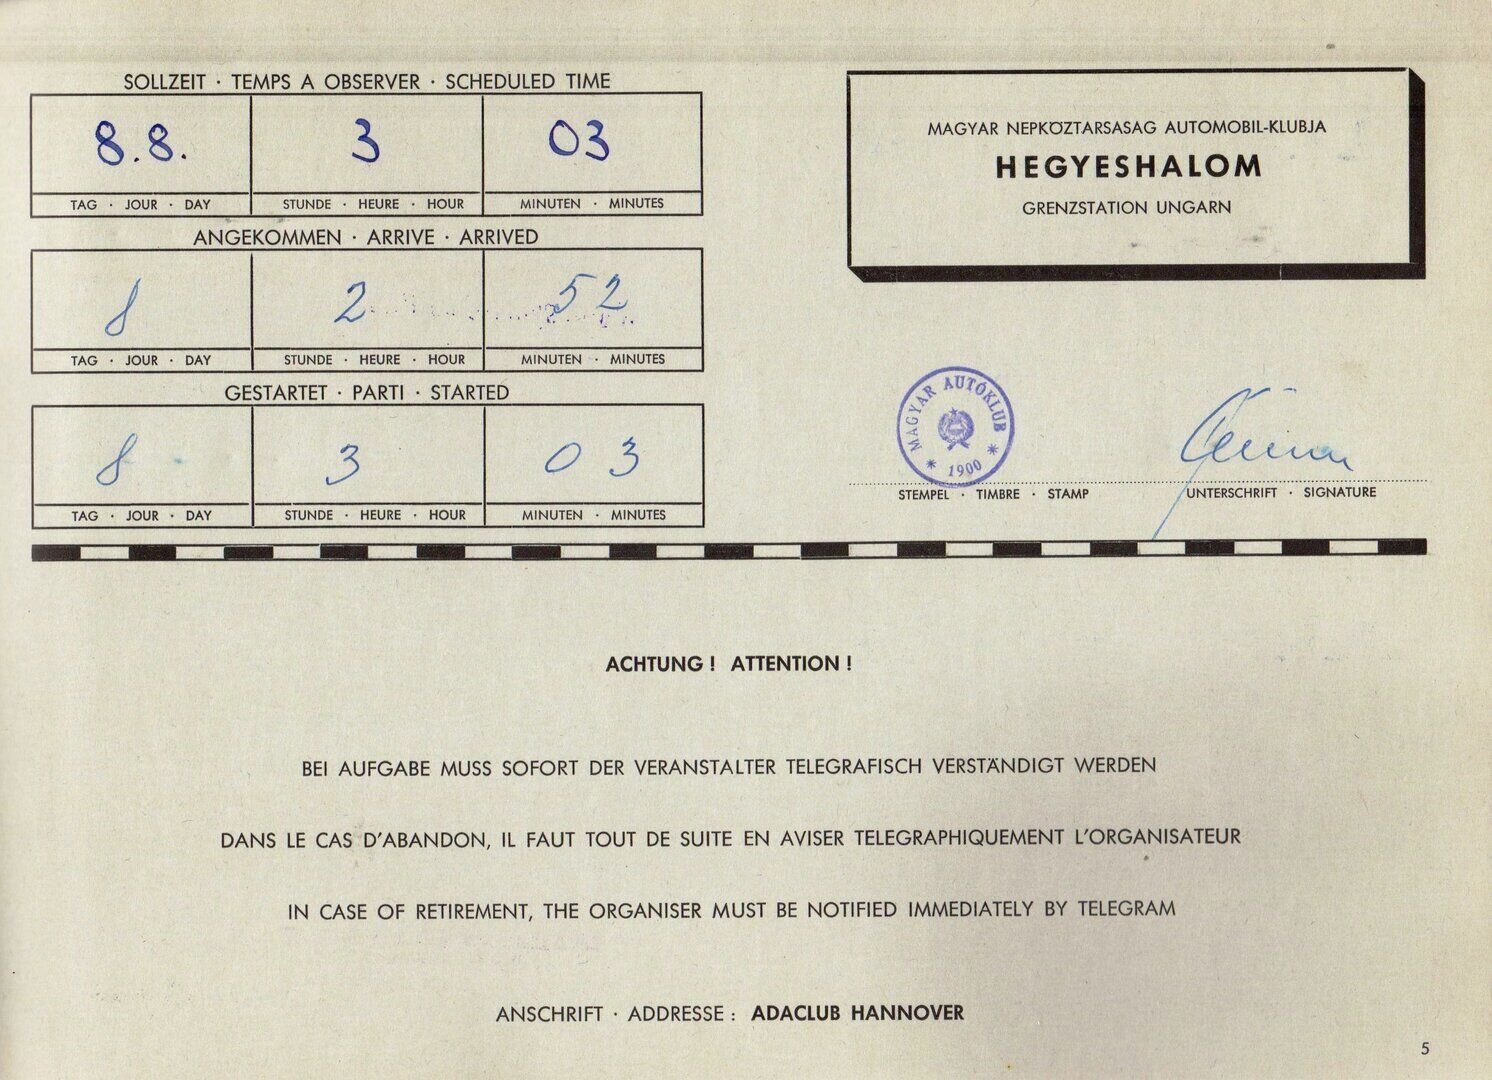 SOLLZEIT · TEMPS A OBSERVER · SCHEDULED TIME
8.8. 3 03
TAG · JOUR · DAY STUNDE · HEURE · HOUR MINUTEN · MINUTES
ANGEKOMMEN · ARRIVE · ARRIVED
8 2 52
TAG · JOUR · DAY STUNDE · HEURE · HOUR MINUTEN · MINUTES
GESTARTET · PARTI · STARTED
8 3 03
TAG · JOUR · DAY STUNDE · HEURE · HOUR MINUTEN · MINUTES
MAGYAR NEPKÖZTARSASAG AUTOMOBIL-KLUBJA
HEGYESHALOM
GRENZSTATION UNGARN
MAGYAR AUTÓKLUB
* 1900 *
STEMPEL · TIMBRE · STAMP UNTERSCHRIFT · SIGNATURE
ACHTUNG! ATTENTION!
BEI AUFGABE MUSS SOFORT DER VERANSTALTER TELEGRAFISCH VERSTÄNDIGT WERDEN
DANS LE CAS D'ABANDON, IL FAUT TOUT DE SUITE EN AVISER TELEGRAPHIQUEMENT L'ORGANISATEUR
IN CASE OF RETIREMENT, THE ORGANISER MUST BE NOTIFIED IMMEDIATELY BY TELEGRAM
ANSCHRIFT · ADDRESSE: ADACLUB HANNOVER
5